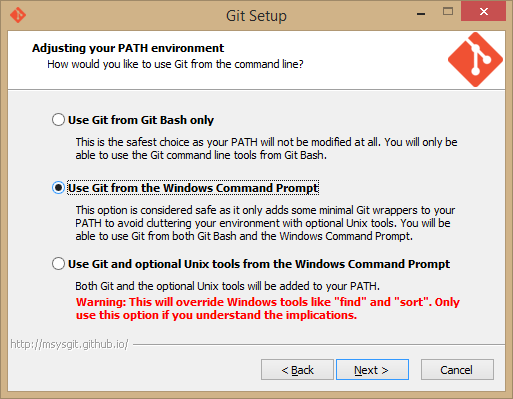 Git Setup
Adjusting your PATH environment
How would you like to use Git from the command line?
Use Git from Git Bash only
This is the safest choice as your PATH will not be modified at all. You will only be
able to use the Git command line tools from Git Bash.
Use Git from the Windows Command Prompt
This option is considered safe as it only adds some minimal Git wrappers to your
PATH to avoid cluttering your environment with optional Unix tools. You will be
able to use Git from both Git Bash and the Windows Command Prompt.
Use Git and optional Unix tools from the Windows Command Prompt
Both Git and the optional Unix tools will be added to your PATH.
Warning: This will override Windows tools like "find" and "sort". Only
use this option if you understand the implications.
http://msysgit.github.io/
< Back Next > Cancel